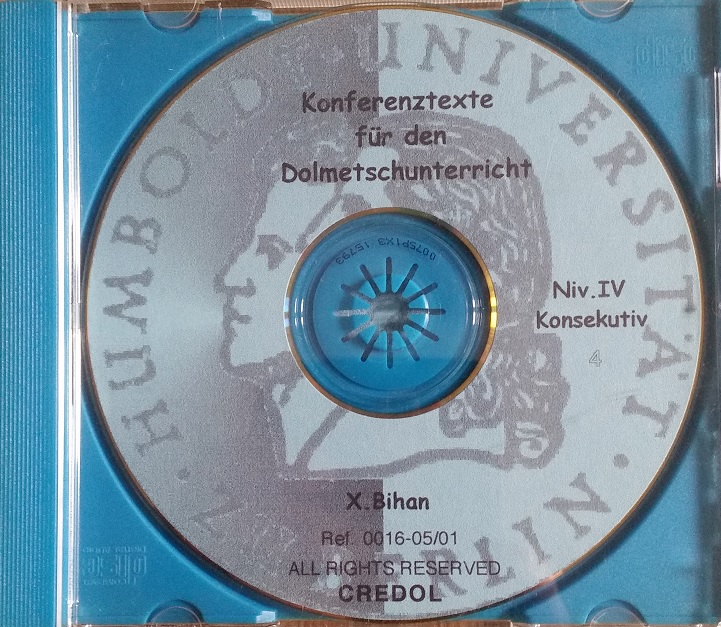 HUMBOLDT-UNIVERSITÄT · ZU BERLIN ·
Konferenztexte
für den
Dolmetschunterricht
Niv.IV
Konsekutiv
4
X.Bihan
Ref. 0016-05/01
ALL RIGHTS RESERVED
CREDOL